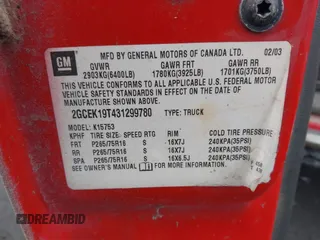 GM
MFD BY GENERAL MOTORS OF CANADA LTD. 02/03
GVWR GAWR FRT GAWR RR
2903KG(6400LB) 1780KG(3925LB) 1701KG(3750LB)
THIS VEHICLE CONFORMS TO ALL APPLICABLE U.S. FEDERAL MOTOR
VEHICLE SAFETY STANDARDS IN EFFECT ON THE DATE OF
MANUFACTURE SHOWN ABOVE.
2GCEK19T431299780 TYPE: TRUCK
MODEL: K15753
KPHF TIRE SIZE SPEED RTG RIM COLD TIRE PRESSURE
FRT P265/75R16 S 16X7J 240KPA(35PSI)
RR P265/75R16 S 16X7J 240KPA(35PSI)
SPA P265/75R16 S 16X6.5J 240KPA(35PSI)
SEE OWNER'S MANUAL FOR ADDITIONAL INFORMATION.
DREAMBID